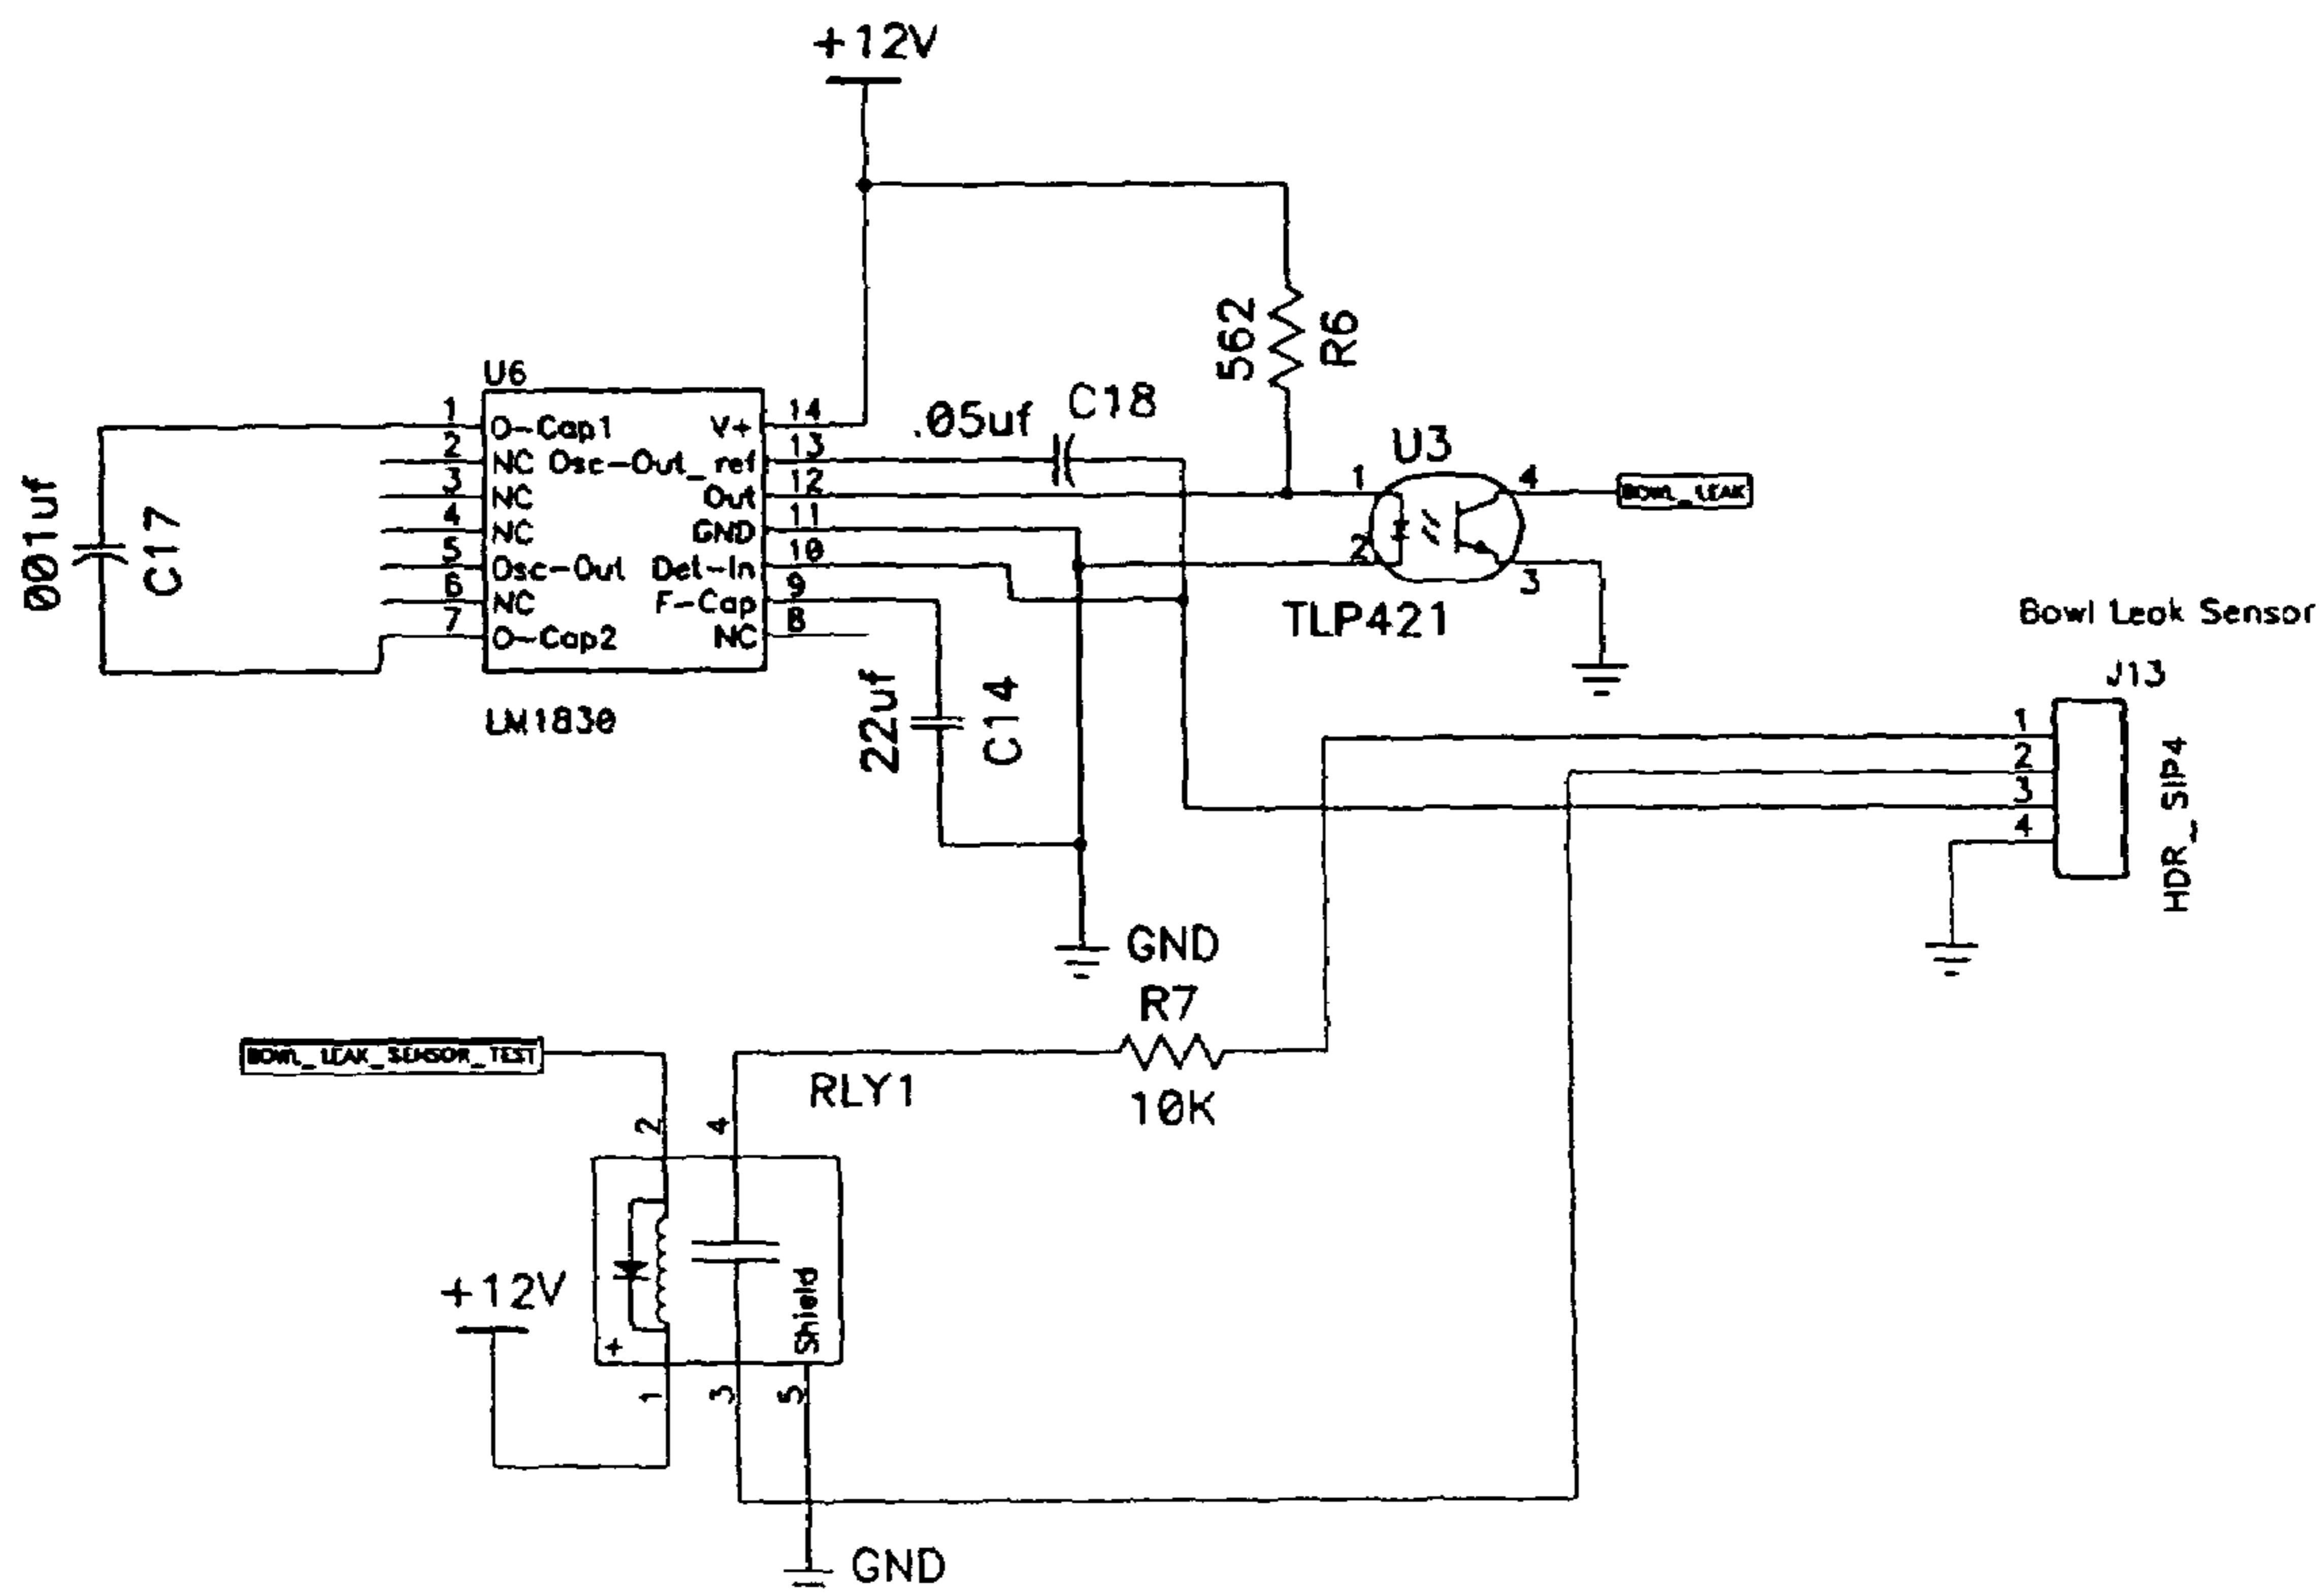 +12V
562
R6
U6
.05uf
C18
U3
1
O-Cap1
V+
14
2
NC
Osc-Out_ref
13
3
NC
Out
12
4
NC
GND
11
5
Osc-Out
Det-In
10
6
NC
F-Cap
9
7
O-Cap2
NC
8
LM1830
001uf
C17
22uf
C14
1
2
4
3
BOWL_LEAK
TLP421
Bowl Leak Sensor
J13
1
2
3
4
HDR_SIP4
GND
R7
10K
BOWL_LEAK_SENSOR_TEST
RLY1
2
4
+12V
+
Shield
1
3
5
GND